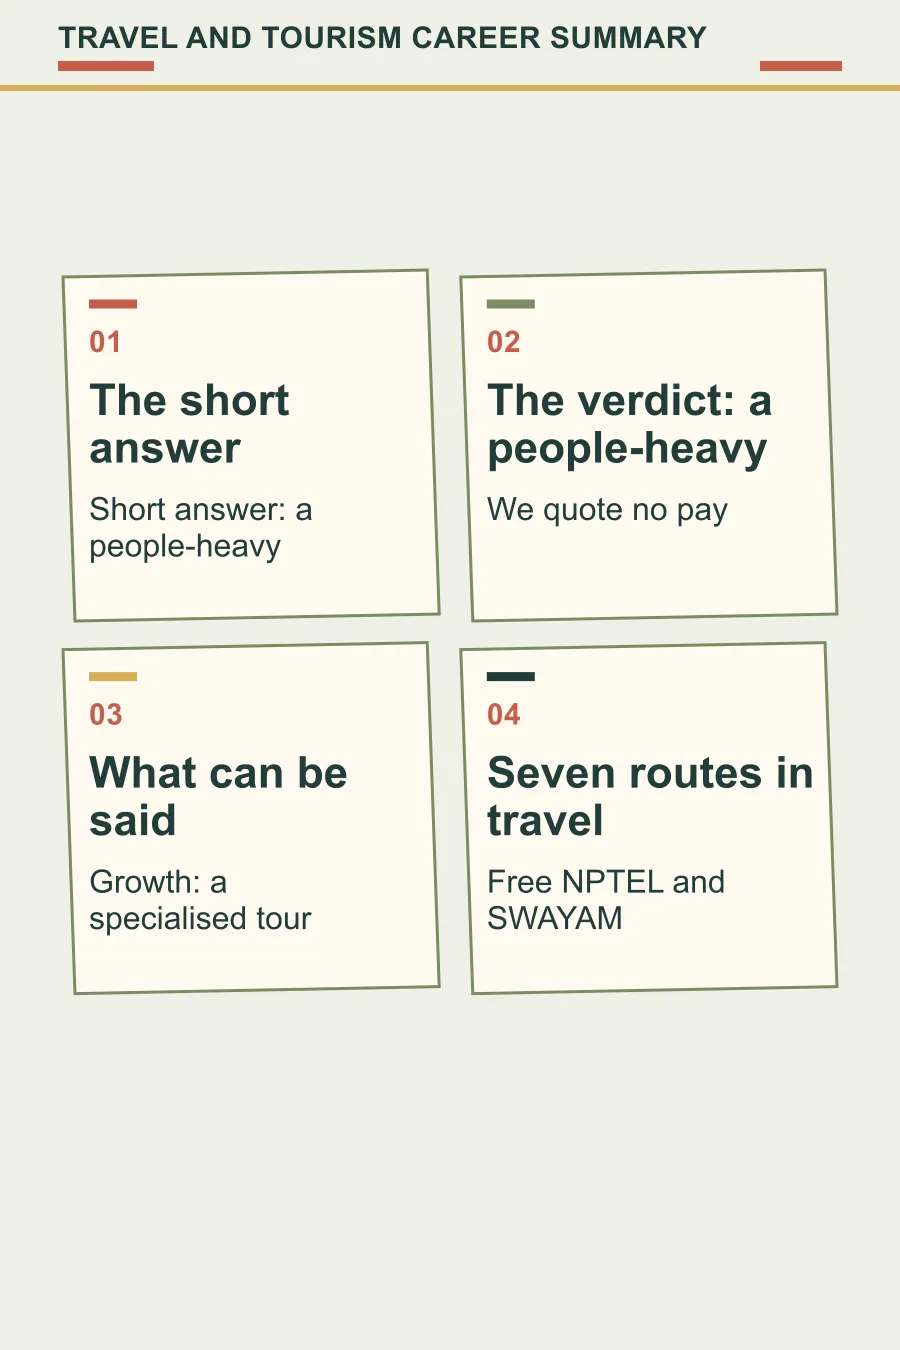 TRAVEL AND TOURISM CAREER SUMMARY
01
The short
answer
Short answer: a
people-heavy
02
The verdict: a
people-heavy
We quote no pay
03
What can be
said
Growth: a
specialised tour
04
Seven routes in
travel
Free NPTEL and
SWAYAM